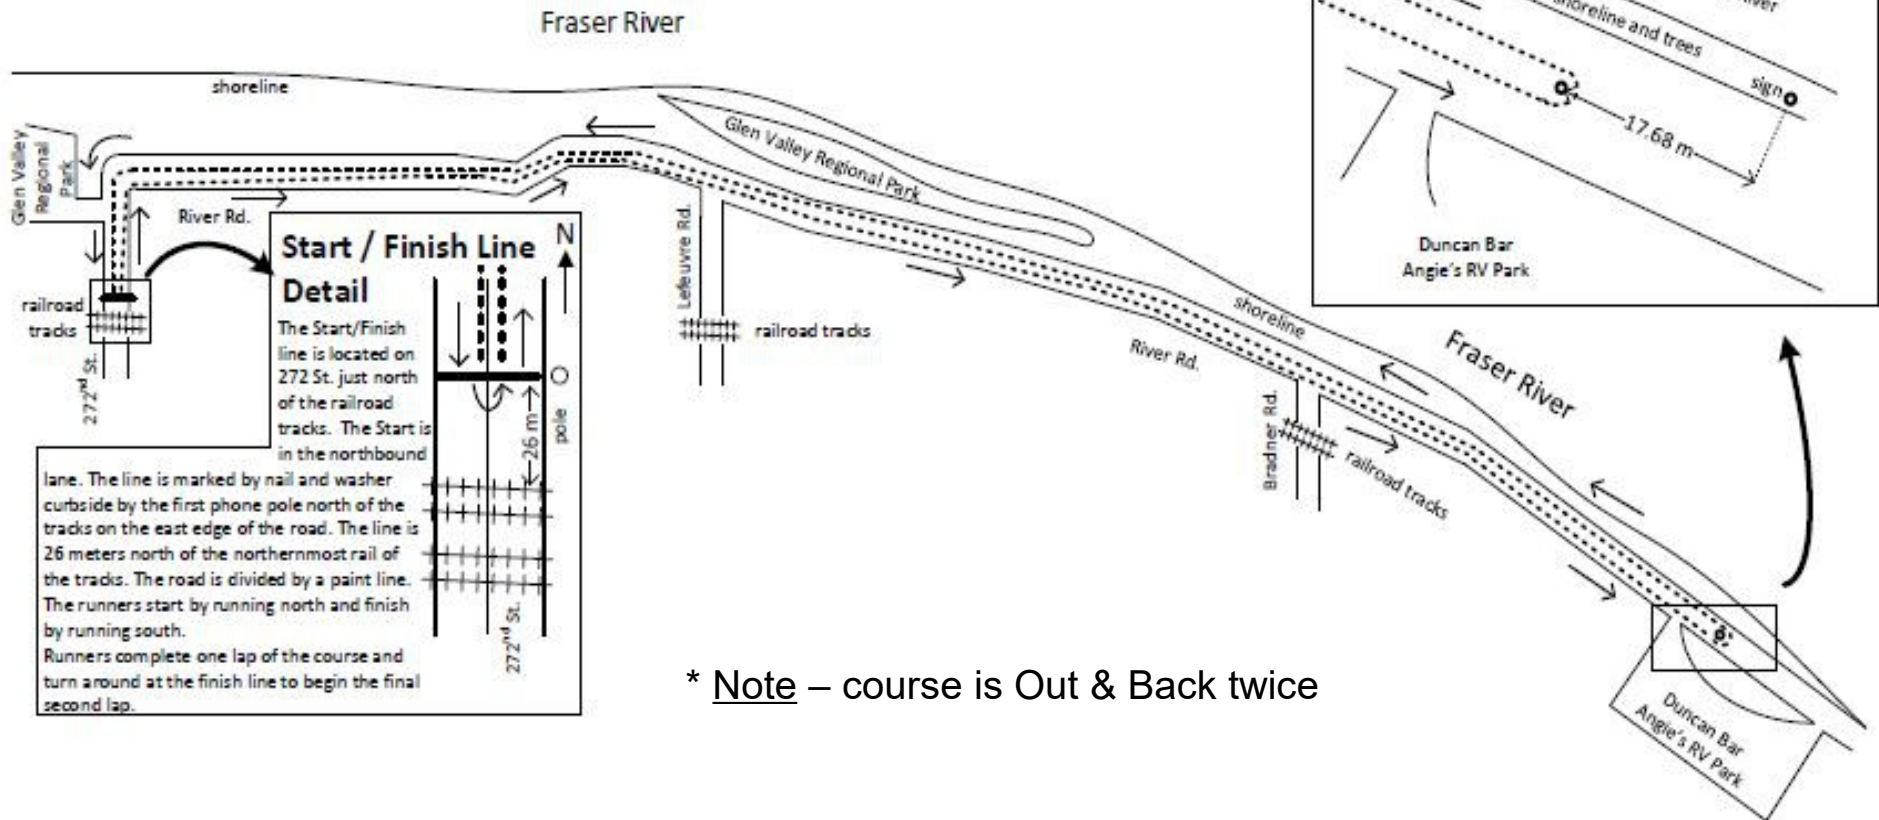 Fraser River
shoreline
Glen Valley
Regional
Park
River Rd.
railroad
tracks
272nd St.
Start / Finish Line
Detail
N
The Start/Finish
line is located on
272 St. just north
of the railroad
tracks. The Start is
in the northbound
lane. The line is marked by nail and washer
curbside by the first phone pole north of the
tracks on the east edge of the road. The line is
26 meters north of the northernmost rail of
the tracks. The road is divided by a paint line.
The runners start by running north and finish
by running south.
Runners complete one lap of the course and
turn around at the finish line to begin the final
second lap.
26 m
pole
272nd St.
Glen Valley Regional Park
Lefeuvre Rd.
railroad tracks
River Rd.
shoreline
Fraser River
Bradner Rd.
railroad tracks
Duncan Bar
Angie's RV Park
shoreline and trees
sign
17.68 m
Duncan Bar
Angie's RV Park
* Note – course is Out & Back twice